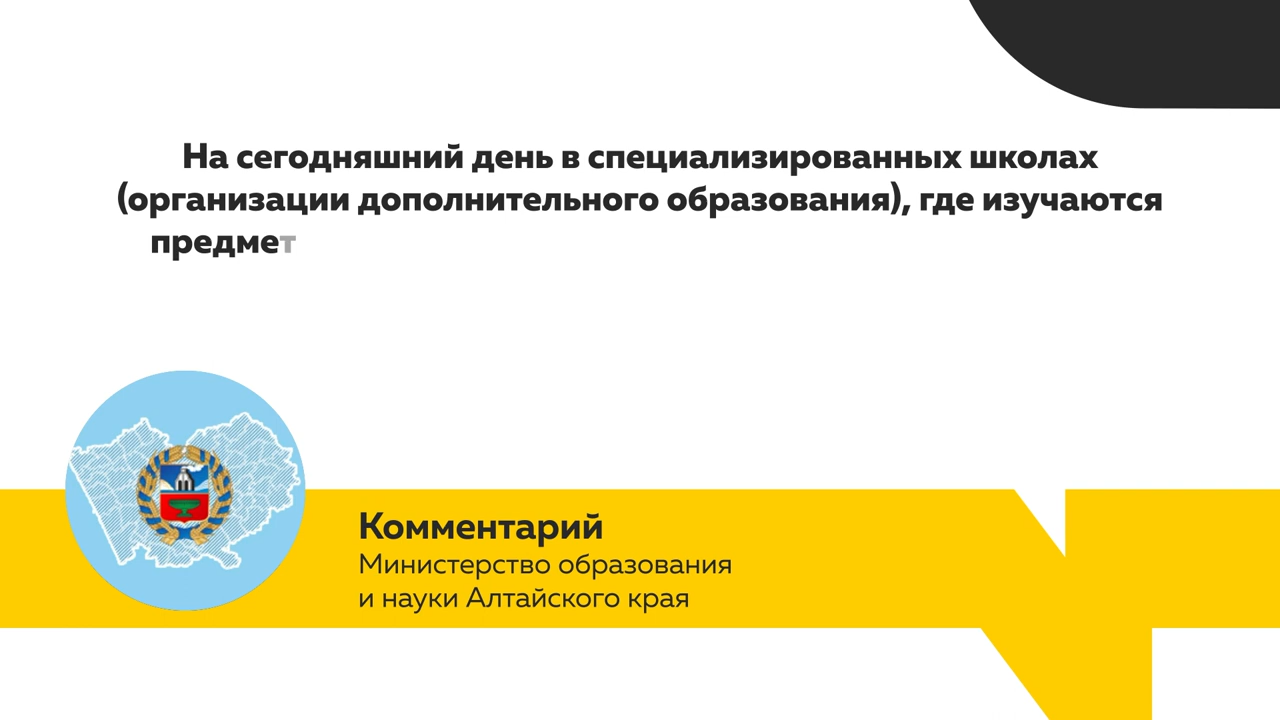 На сегодняшний день в специализированных школах
(организации дополнительного образования), где изучаются
предмет
Комментарий
Министерство образования
и науки Алтайского края